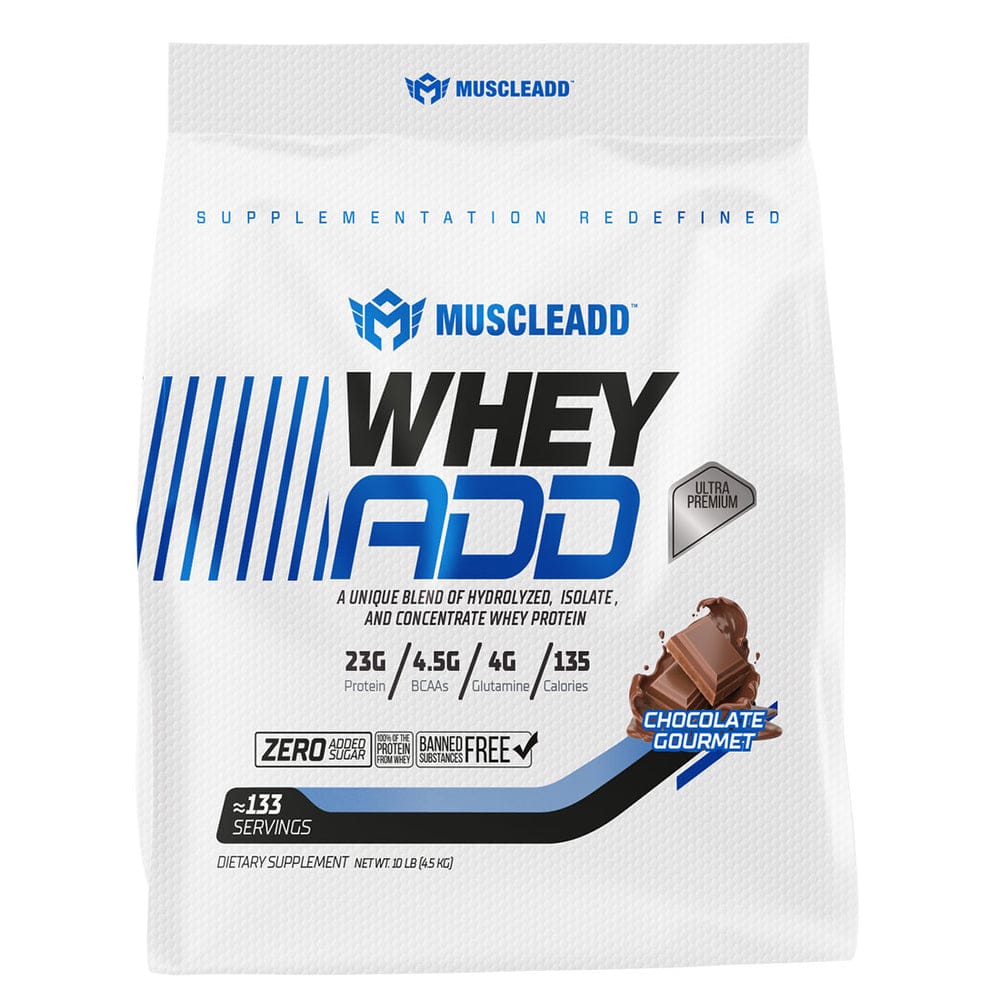 MUSCLEADD™
SUPPLEMENTATION REDEFINED
MUSCLEADD™
WHEY
ADD
ULTRA
PREMIUM
A UNIQUE BLEND OF HYDROLYZED, ISOLATE,
AND CONCENTRATE WHEY PROTEIN
23G / 4.5G / 4G / 135
Protein BCAAs Glutamine Calories
CHOCOLATE
GOURMET
ZERO ADDED SUGAR
100% OF THE PROTEIN FROM WHEY
BANNED SUBSTANCES FREE
≈133
SERVINGS
DIETARY SUPPLEMENT NET WT. 10 LB (4.5 KG)